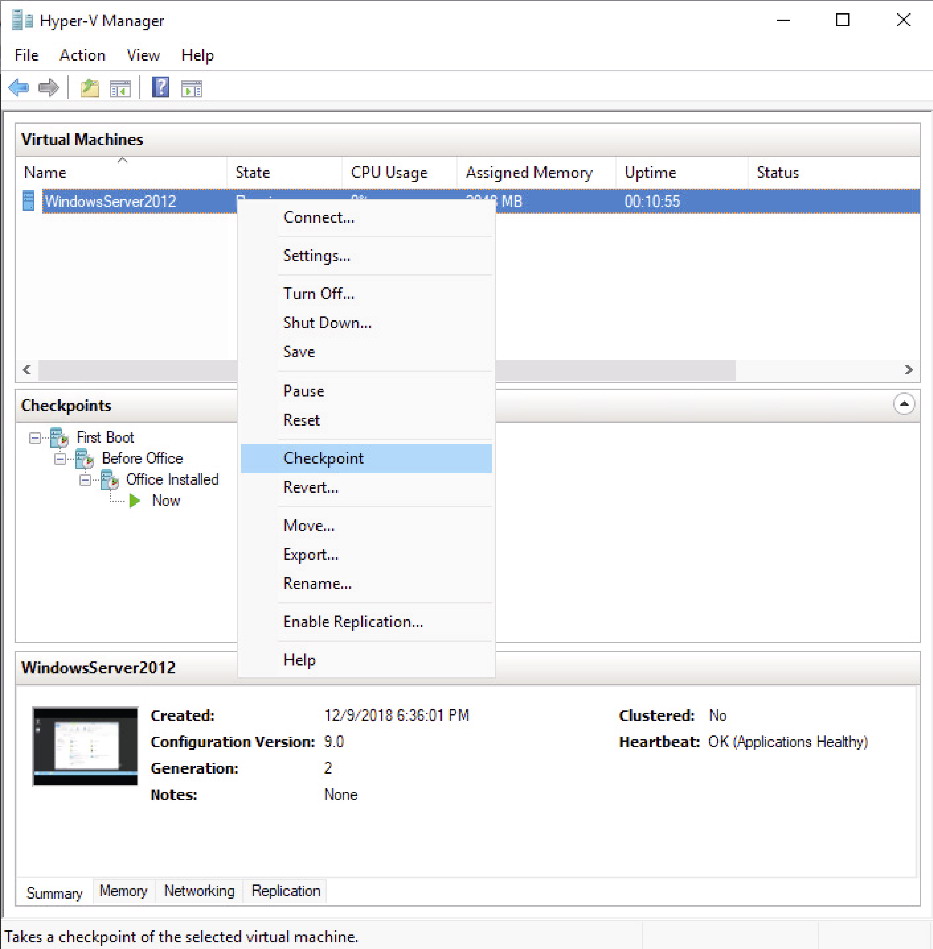 Hyper-V Manager
File Action View Help
Virtual Machines
Name State CPU Usage Assigned Memory Uptime Status
WindowsServer2012 MB 00:10:55
Connect...
Settings...
Turn Off...
Shut Down...
Save
Pause
Reset
Checkpoint
Revert...
Move...
Export...
Rename...
Enable Replication...
Help
Checkpoints
First Boot
Before Office
Office Installed
Now
WindowsServer2012
Created: 12/9/2018 6:36:01 PM Clustered: No
Configuration Version: 9.0 Heartbeat: OK (Applications Healthy)
Generation: 2
Notes: None
Summary Memory Networking Replication
Takes a checkpoint of the selected virtual machine.